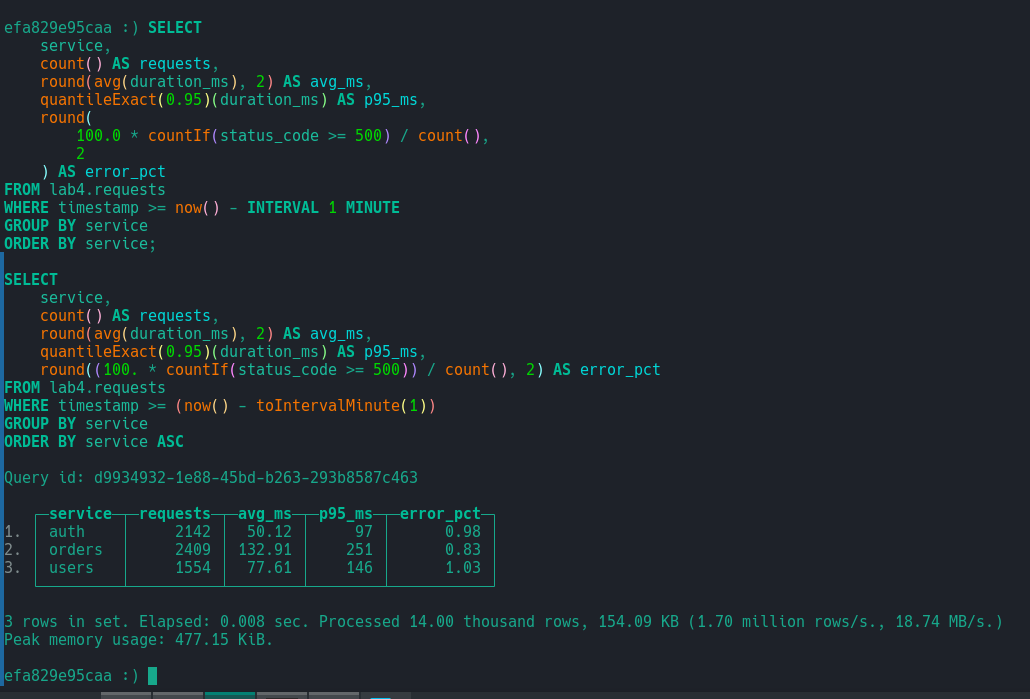 efa829e95caa :) SELECT
    service,
    count() AS requests,
    round(avg(duration_ms), 2) AS avg_ms,
    quantileExact(0.95)(duration_ms) AS p95_ms,
    round(
        100.0 * countIf(status_code >= 500) / count(),
        2
    ) AS error_pct
FROM lab4.requests
WHERE timestamp >= now() - INTERVAL 1 MINUTE
GROUP BY service
ORDER BY service;

SELECT
    service,
    count() AS requests,
    round(avg(duration_ms), 2) AS avg_ms,
    quantileExact(0.95)(duration_ms) AS p95_ms,
    round((100. * countIf(status_code >= 500)) / count(), 2) AS error_pct
FROM lab4.requests
WHERE timestamp >= (now() - toIntervalMinute(1))
GROUP BY service
ORDER BY service ASC

Query id: d9934932-1e88-45bd-b263-293b8587c463

service requests avg_ms p95_ms error_pct
1. auth 2142 50.12 97 0.98
2. orders 2409 132.91 251 0.83
3. users 1554 77.61 146 1.03

3 rows in set. Elapsed: 0.008 sec. Processed 14.00 thousand rows, 154.09 KB (1.70 million rows/s., 18.74 MB/s.)
Peak memory usage: 477.15 KiB.

efa829e95caa :)